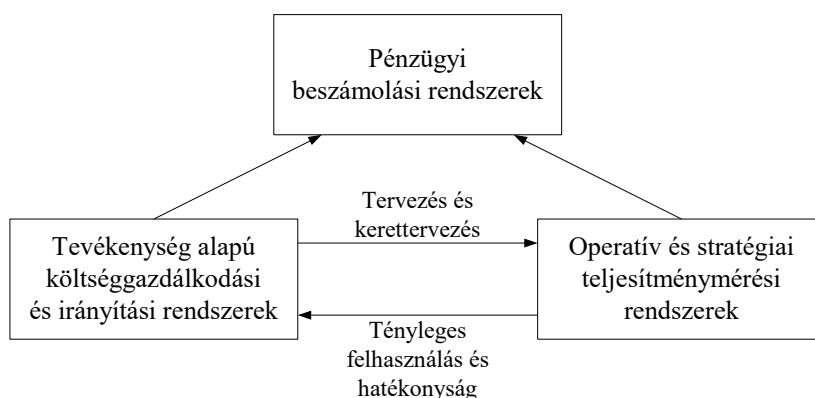 Pénzügyi
beszámolási rendszerek
Tervezés és
kerettervezés
Tevékenység alapú
költséggazdálkodási
és irányítási rendszerek
Operatív és stratégiai
teljesítménymérési
rendszerek
Tényleges
felhasználás és
hatékonyság